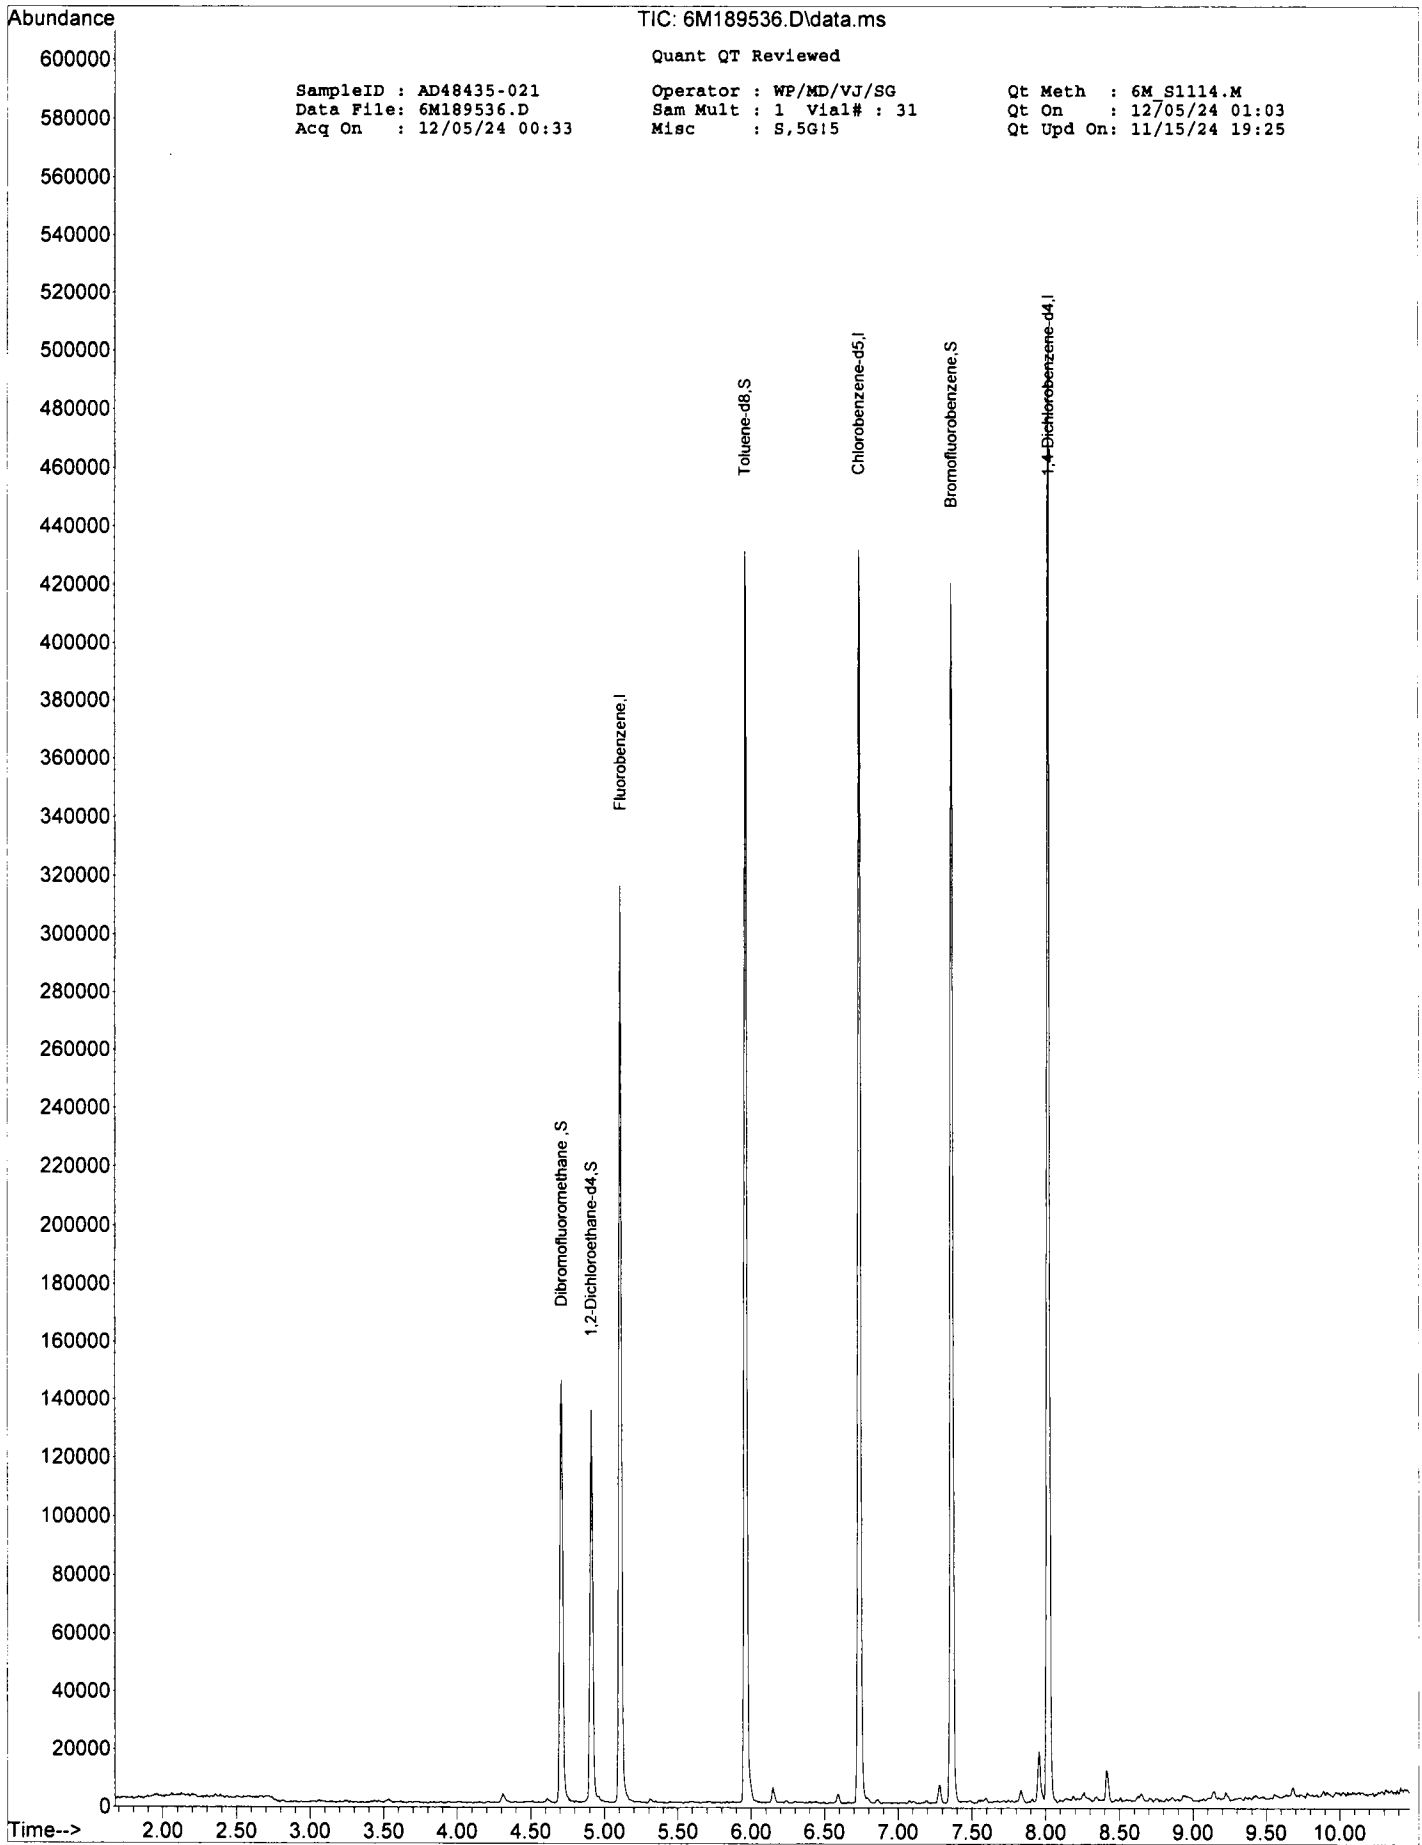 Abundance
TIC: 6M189536.D\data.ms
Quant QT Reviewed
SampleID : AD48435-021
Operator : WP/MD/VJ/SG
Qt Meth : 6M_S1114.M
Data File: 6M189536.D
Sam Mult : 1 Vial# : 31
Qt On : 12/05/24 01:03
Acq On : 12/05/24 00:33
Misc : S,5G!5
Qt Upd On: 11/15/24 19:25
600000
580000
560000
540000
520000
500000
480000
460000
440000
420000
400000
380000
360000
340000
320000
300000
280000
260000
240000
220000
200000
180000
160000
140000
120000
100000
80000
60000
40000
20000
0
Dibromofluoromethane ,S
1,2-Dichloroethane-d4,S
Fluorobenzene,I
Toluene-d8,S
Chlorobenzene-d5,I
Bromofluorobenzene,S
1,4-Dichlorobenzene-d4,I
Time-->
2.00 2.50 3.00 3.50 4.00 4.50 5.00 5.50 6.00 6.50 7.00 7.50 8.00 8.50 9.00 9.50 10.00